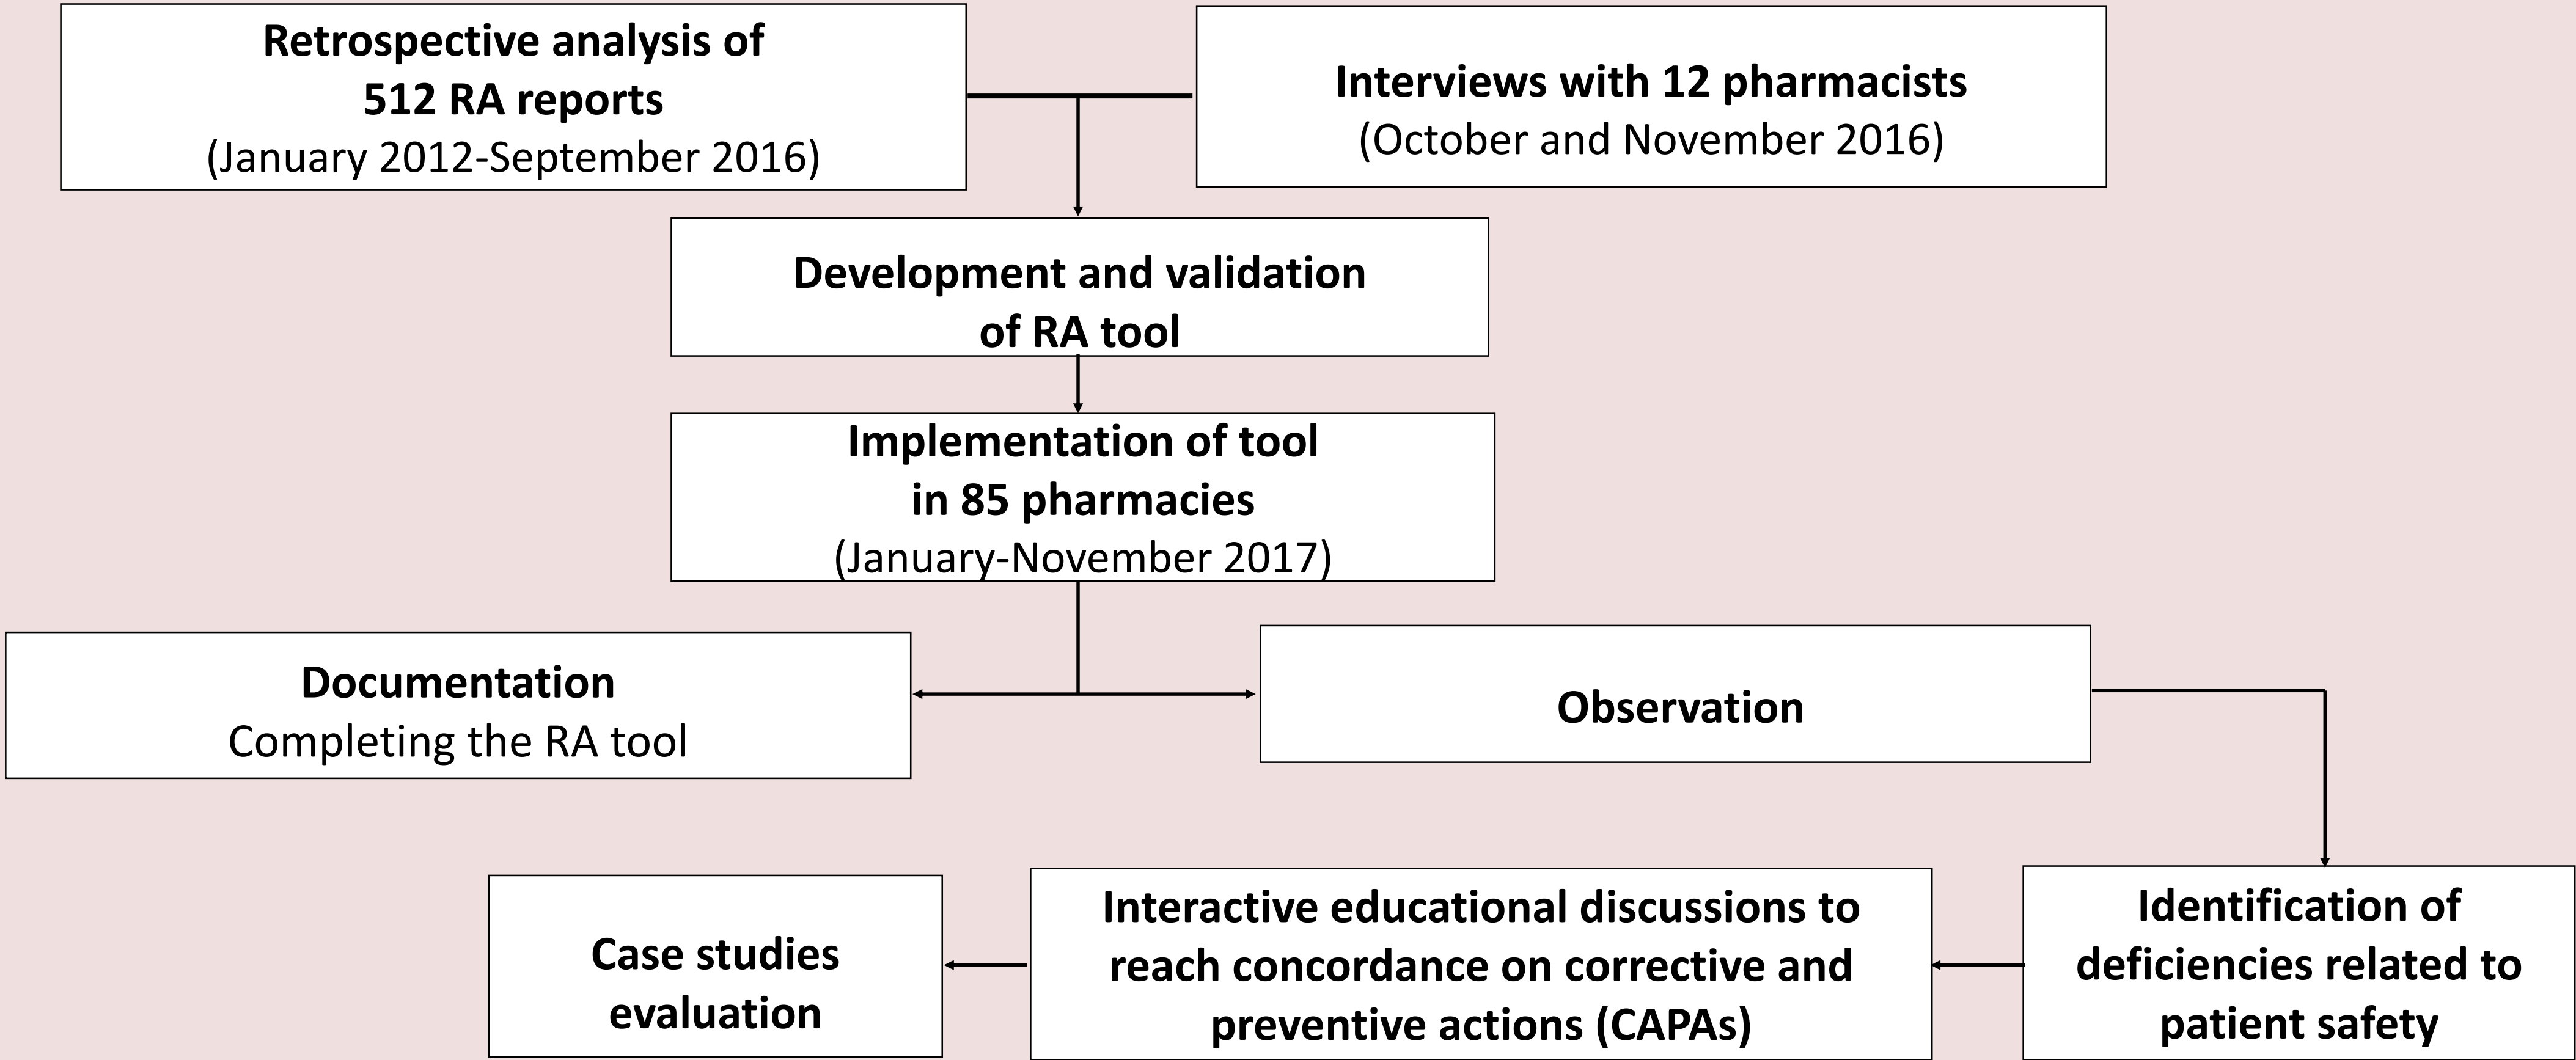 Retrospective analysis of
512 RA reports
(January 2012-September 2016)
Interviews with 12 pharmacists
(October and November 2016)
Development and validation
of RA tool
Implementation of tool
in 85 pharmacies
(January-November 2017)
Documentation
Completing the RA tool
Observation
Identification of
deficiencies related to
patient safety
Interactive educational discussions to
reach concordance on corrective and
preventive actions (CAPAs)
Case studies
evaluation